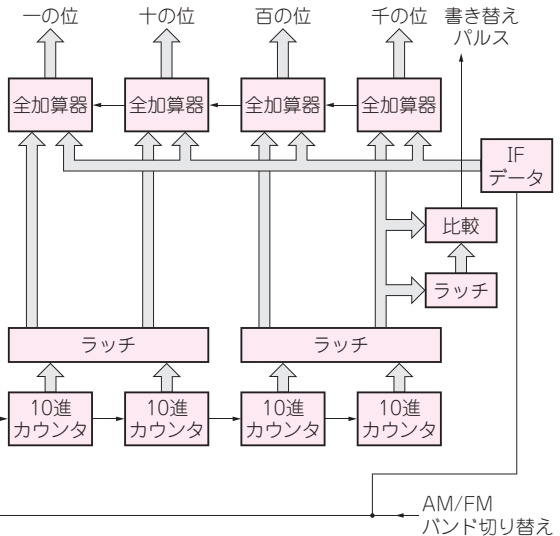 一の位
十の位
百の位
千の位
書き替え
パルス
全加算器
全加算器
全加算器
全加算器
IF
データ
比較
ラッチ
ラッチ
ラッチ
10進
カウンタ
10進
カウンタ
10進
カウンタ
10進
カウンタ
AM/FM
バンド切り替え